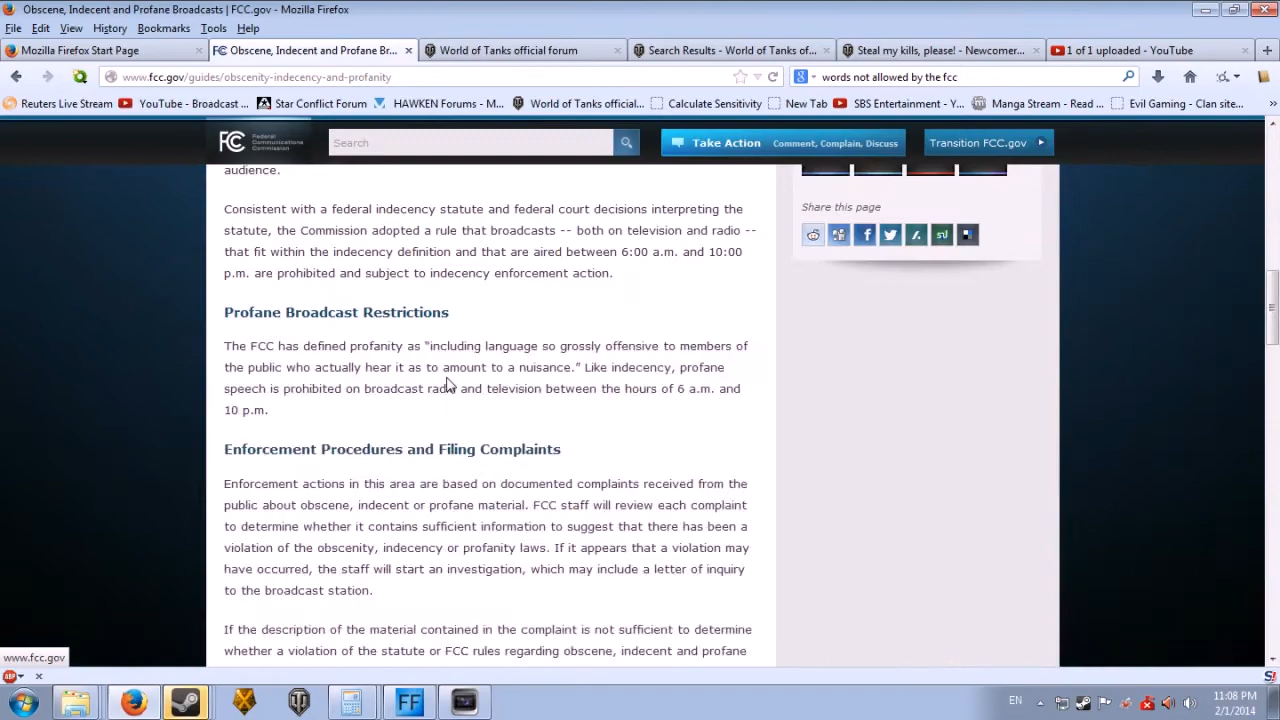 Obscene, Indecent and Profane Broadcasts | FCC.gov - Mozilla Firefox
File Edit View History Bookmarks Tools Help
Mozilla Firefox Start Page × Obscene, Indecent and Profane Br... × World of Tanks official forum × Search Results - World of Tanks of... × Steal my kills, please! - Newcomer... × 1 of 1 uploaded - YouTube ×
www.fcc.gov/guides/obscenity-indecency-and-profanity words not allowed by the fcc
Reuters Live Stream YouTube - Broadcast ... Star Conflict Forum HAWKEN Forums - M... World of Tanks official... Calculate Sensitivity New Tab SBS Entertainment - Y... Manga Stream - Read ... Evil Gaming - Clan site... »
FCC Federal Communications Commission Search Take Action Comment, Complain, Discuss Transition FCC.gov
audience.
Consistent with a federal indecency statute and federal court decisions interpreting the
statute, the Commission adopted a rule that broadcasts -- both on television and radio --
that fit within the indecency definition and that are aired between 6:00 a.m. and 10:00
p.m. are prohibited and subject to indecency enforcement action.
Share this page
Profane Broadcast Restrictions
The FCC has defined profanity as “including language so grossly offensive to members of
the public who actually hear it as to amount to a nuisance.” Like indecency, profane
speech is prohibited on broadcast radio and television between the hours of 6 a.m. and
10 p.m.
Enforcement Procedures and Filing Complaints
Enforcement actions in this area are based on documented complaints received from the
public about obscene, indecent or profane material. FCC staff will review each complaint
to determine whether it contains sufficient information to suggest that there has been a
violation of the obscenity, indecency or profanity laws. If it appears that a violation may
have occurred, the staff will start an investigation, which may include a letter of inquiry
to the broadcast station.
If the description of the material contained in the complaint is not sufficient to determine
whether a violation of the statute or FCC rules regarding obscene, indecent and profane
www.fcc.gov
ABP
FF
EN
11:08 PM
2/1/2014